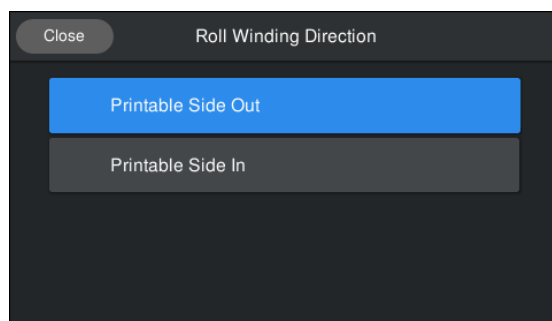 Close
Roll Winding Direction
Printable Side Out
Printable Side In